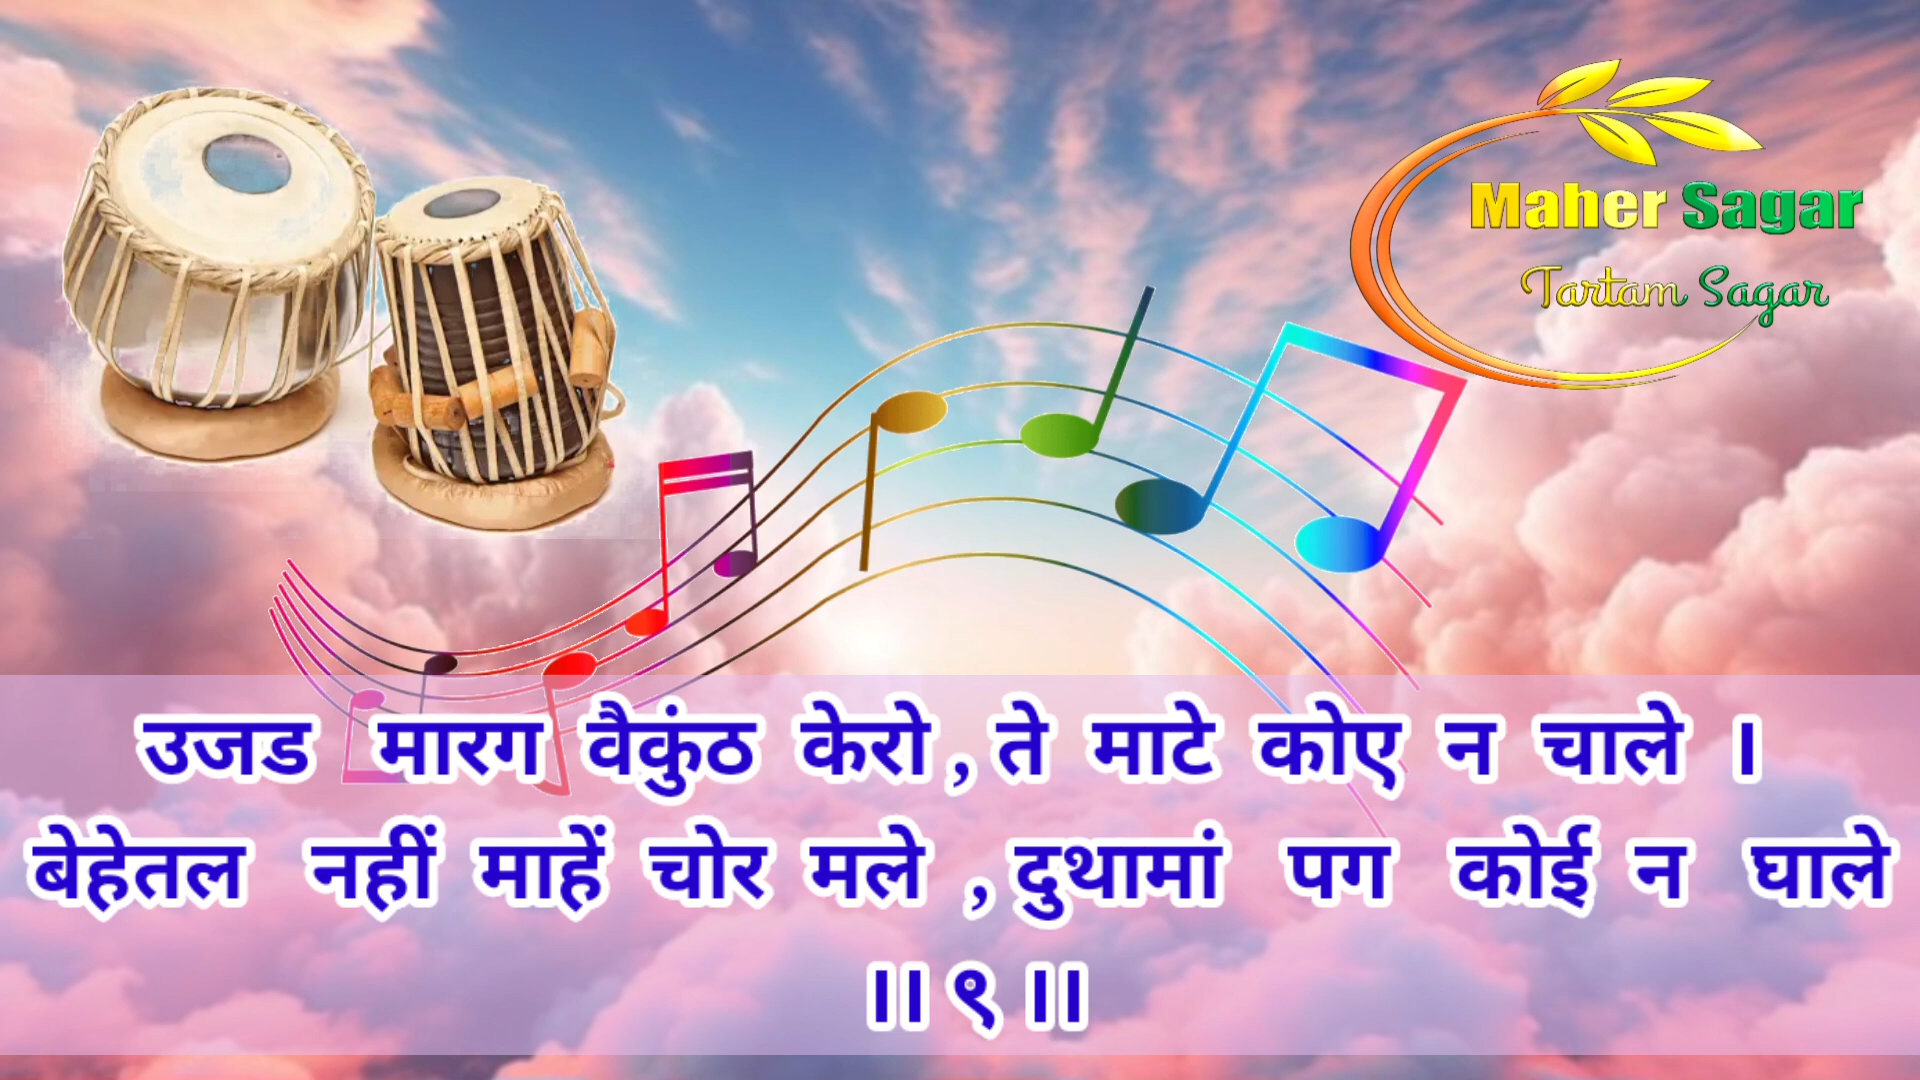 Maher Sagar
Tartam Sagar
उजड मारग वैकुंठ केरो , ते माटे कोए न चाले ।
बेहेतल नहीं माहें चोर मले , दुथामां पग कोई न घाले
।। ९ ।।